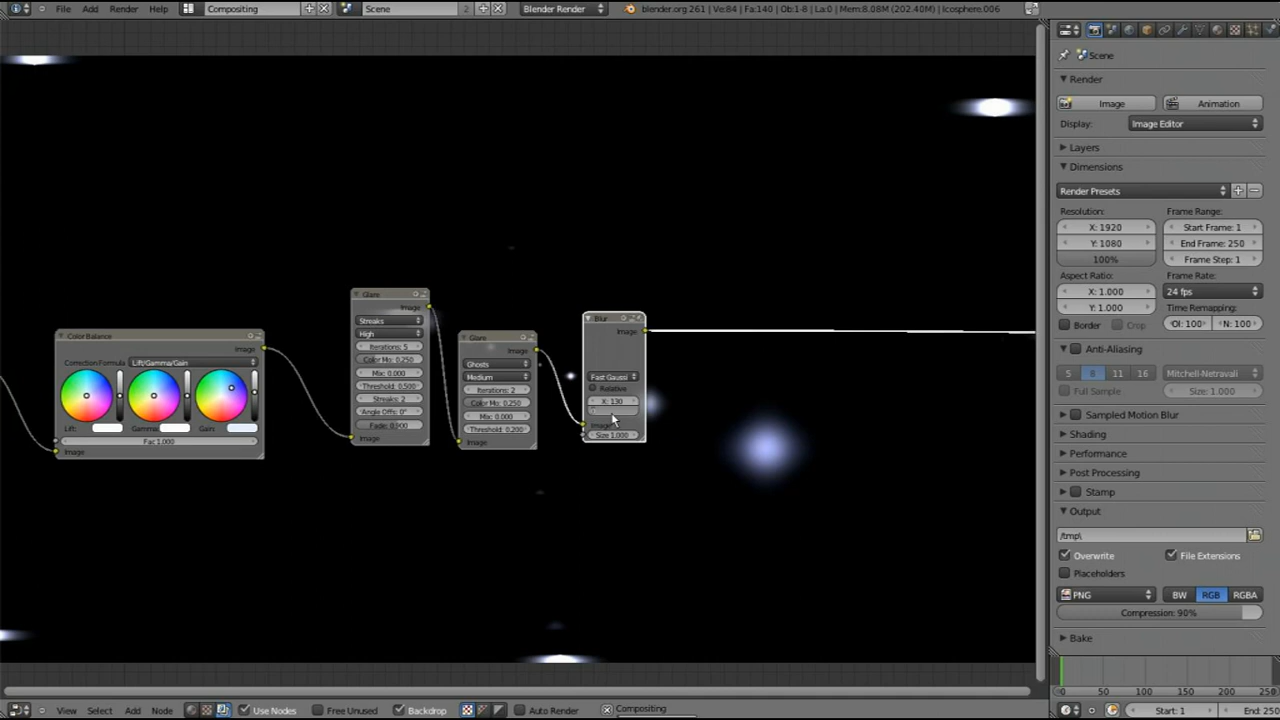 File Add Render Help Compositing Scene 2 Blender Render blender.org 261 | Ve:84 | Fa:140 | Ob:1-8 | La:0 | Mem:8.08M (202.40M) | Icosphere.006
Scene
Render
Image Animation
Display: Image Editor
Layers
Dimensions
Render Presets
Resolution: Frame Range:
X: 1920 Start Frame: 1
Y: 1080 End Frame: 250
100% Frame Step: 1
Aspect Ratio: Frame Rate:
X: 1.000 24 fps
Y: 1.000 Time Remapping:
Border Crop Ol: 100 N: 100
Anti-Aliasing
5 8 11 16 Mitchell-Netravali
Full Sample Size: 1.000
Sampled Motion Blur
Shading
Performance
Post Processing
Stamp
Output
/tmp\
Overwrite File Extensions
Placeholders
PNG BW RGB RGBA
Compression: 90%
Bake
Color Balance
Image
Correction Formula Lift/Gamma/Gain
Lift: Gamma: Gain:
Fac 1.000
Image
Glare
Image
Streaks
High
Iterations: 5
Color Mo: 0.250
Mix: 0.000
Threshold: 0.500
Streaks: 2
Angle Offs: 0°
Fade: 0.900
Image
Glare
Image
Ghosts
Medium
Iterations: 2
Color Mo: 0.250
Mix: 0.000
Threshold: 0.200
Image
Blur
Image
Fast Gaussi
Relative
X: 130
Image
Size 1.000
0 50 100 150 200 250
View Select Add Node Use Nodes Free Unused Backdrop Auto Render Compositing Start: 1 End: 250